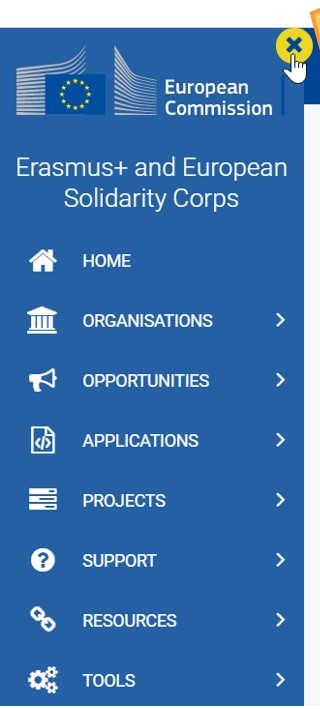 European
Commission
Erasmus+ and European
Solidarity Corps
HOME
ORGANISATIONS
OPPORTUNITIES
APPLICATIONS
PROJECTS
SUPPORT
RESOURCES
TOOLS